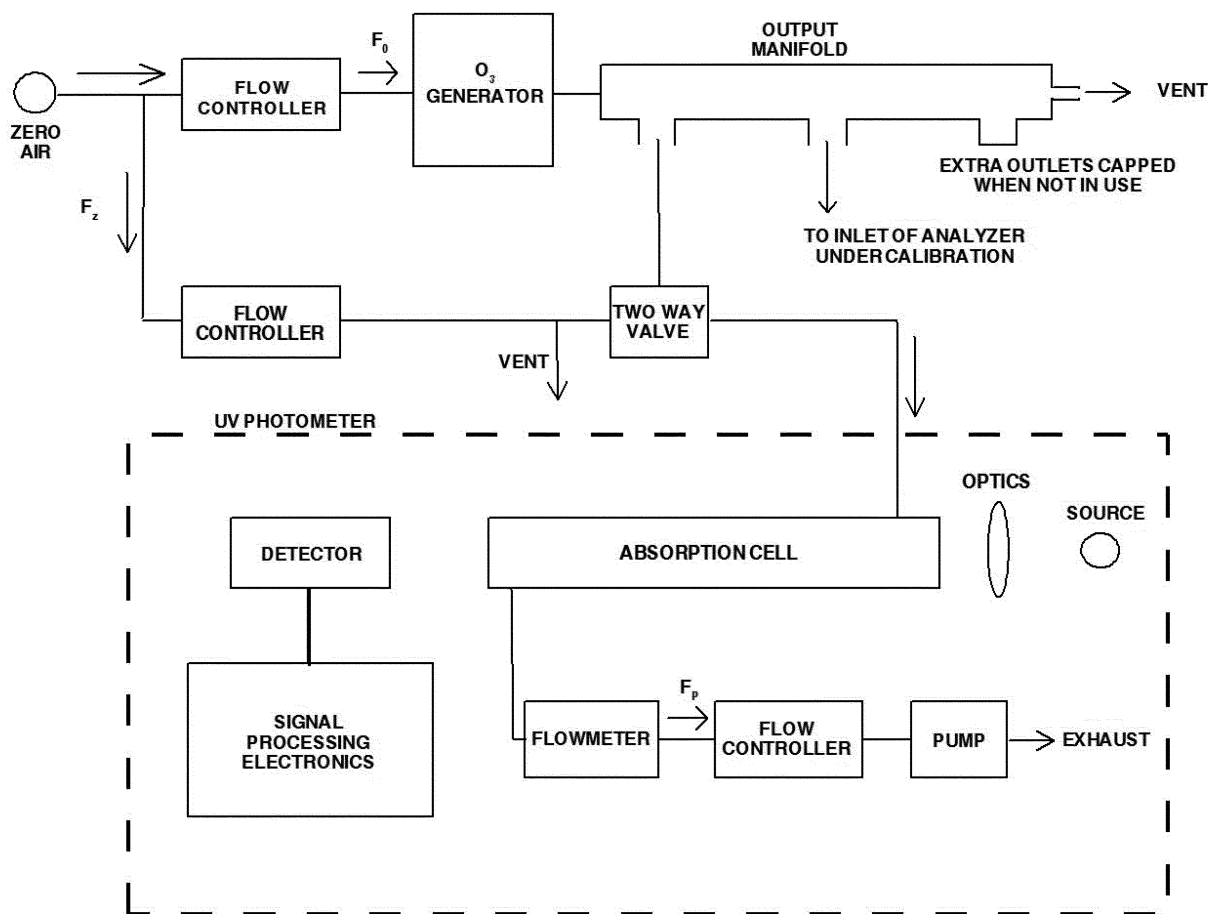 OUTPUT
MANIFOLD
F0
O3
GENERATOR
FLOW
CONTROLLER
VENT
ZERO
AIR
EXTRA OUTLETS CAPPED
WHEN NOT IN USE
Fz
TO INLET OF ANALYZER
UNDER CALIBRATION
FLOW
CONTROLLER
TWO WAY
VALVE
VENT
UV PHOTOMETER
OPTICS
SOURCE
DETECTOR
ABSORPTION CELL
SIGNAL
PROCESSING
ELECTRONICS
FLOWMETER
Fp
FLOW
CONTROLLER
PUMP
EXHAUST